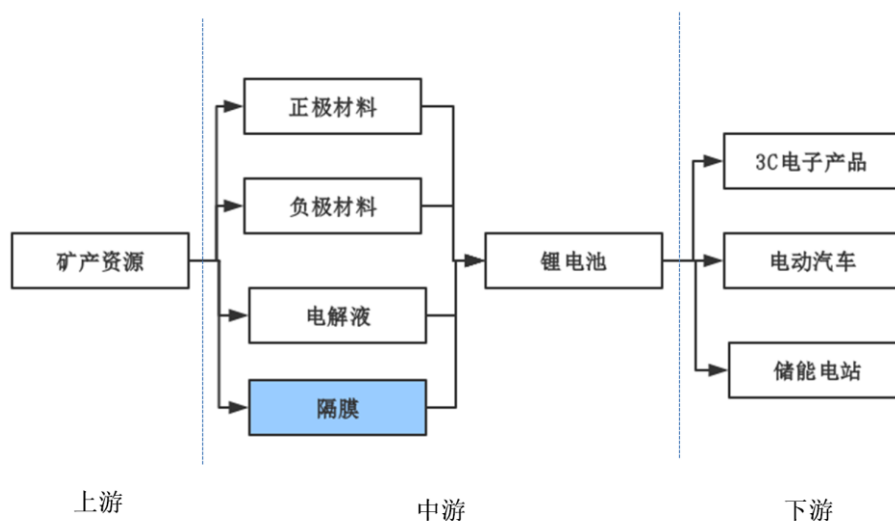 正极材料
负极材料
矿产资源
电解液
隔膜
锂电池
3C电子产品
电动汽车
储能电站
上游
中游
下游